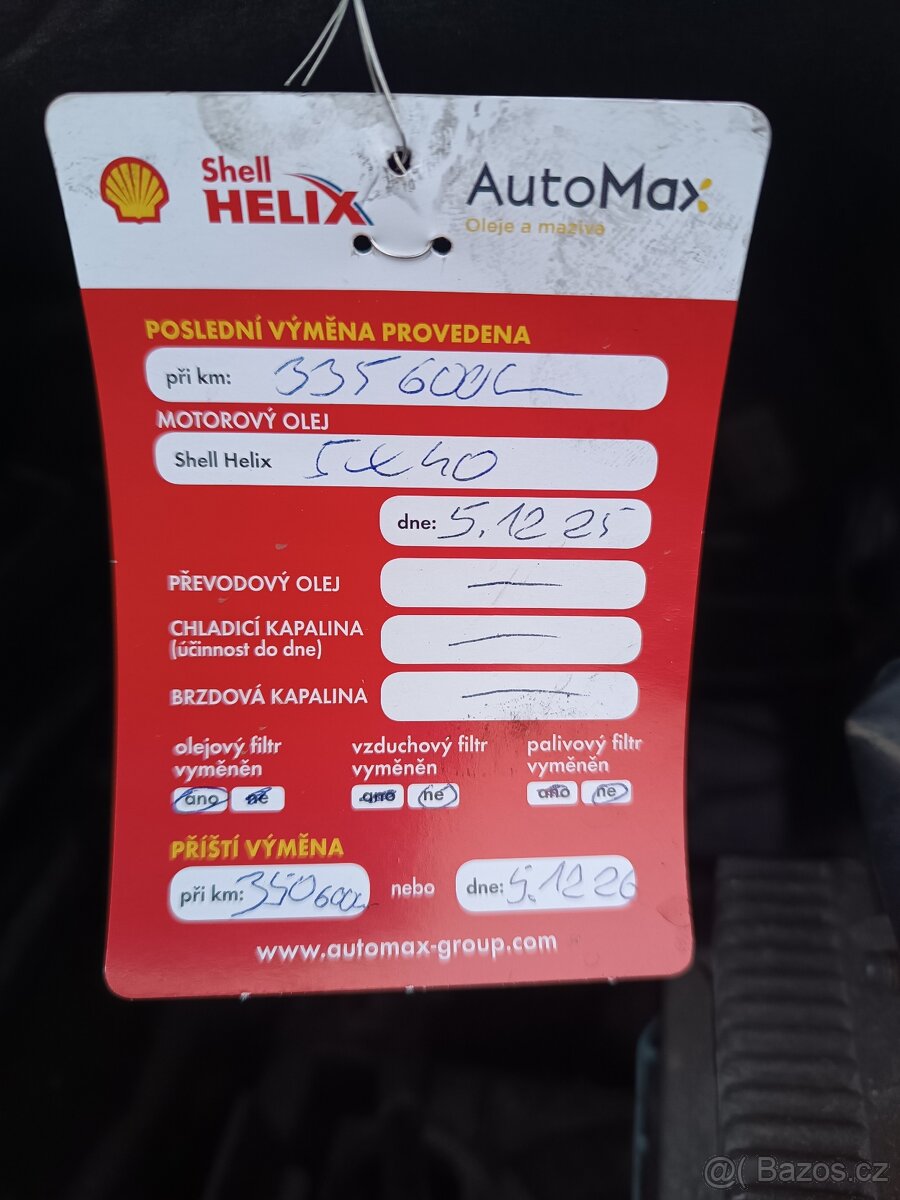 Shell
HELIX
AutoMax
Oleje a maziva
POSLEDNÍ VÝMĚNA PROVEDENA
při km: 335 600
MOTOROVÝ OLEJ
Shell Helix 5W40
dne: 5.12 25
PŘEVODOVÝ OLEJ —
CHLADICÍ KAPALINA —
(účinnost do dne)
BRZDOVÁ KAPALINA —
olejový filtr vzduchový filtr palivový filtr
vyměněn vyměněn vyměněn
ano ne ano ne ano ne
PŘÍŠTÍ VÝMĚNA
při km: 350 600 nebo dne: 5.12 26
www.automax-group.com
@( Bazos.cz